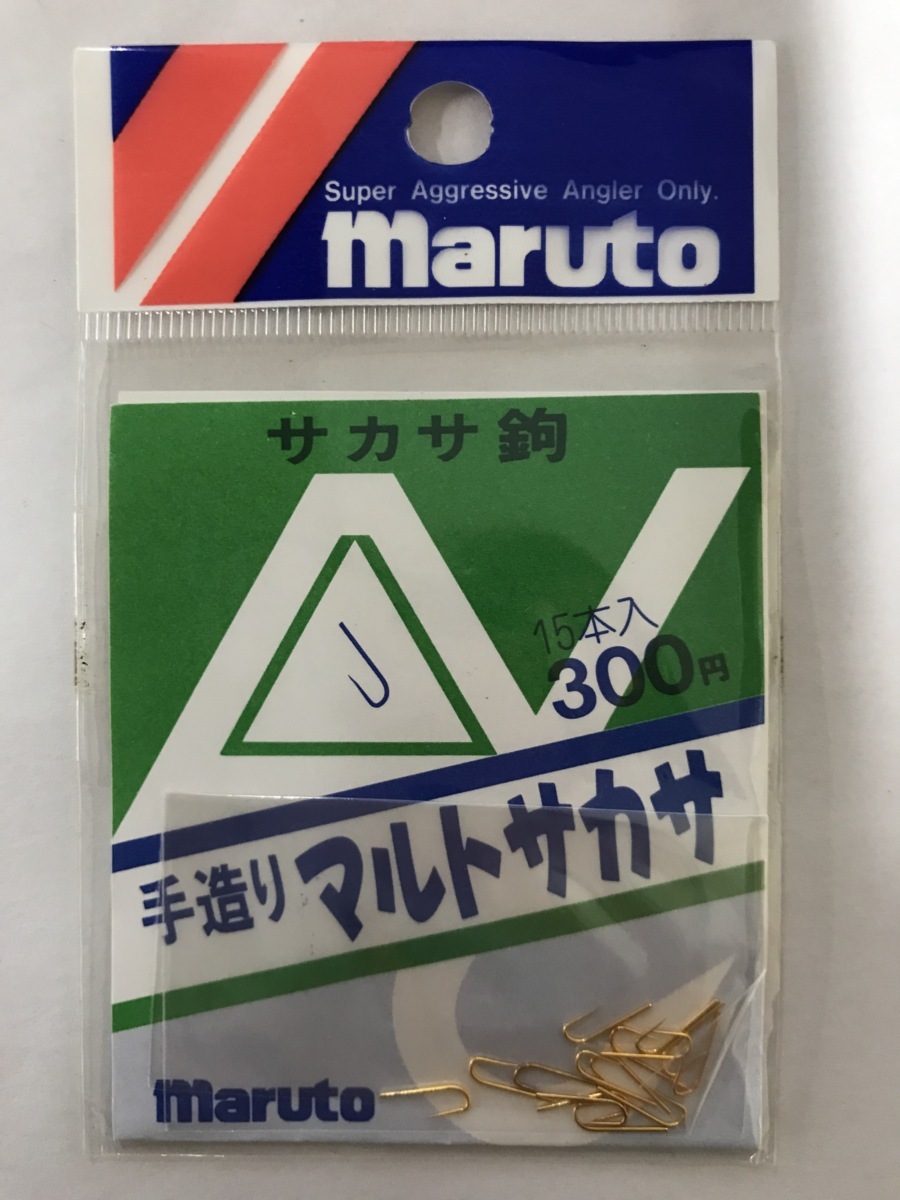 Super Aggressive Angler Only.
maruto
サカサ鉤
15本入
300円
手造り マルトサカサ
maruto